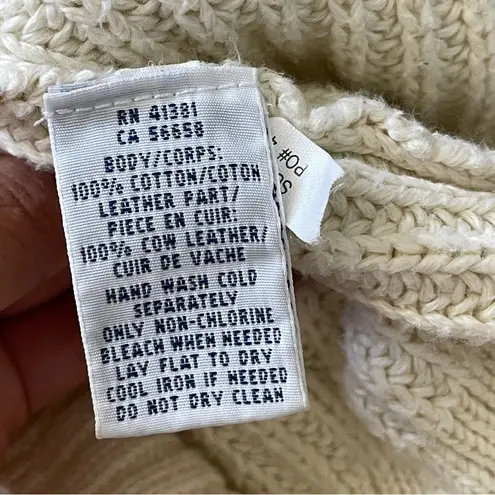 RN 41381
CA 56658
BODY/CORPS:
100% COTTON/COTON
LEATHER PART/
PIECE EN CUIR:
100% COW LEATHER/
CUIR DE VACHE
HAND WASH COLD
SEPARATELY
ONLY NON-CHLORINE
BLEACH WHEN NEEDED
LAY FLAT TO DRY
COOL IRON IF NEEDED
DO NOT DRY CLEAN
PO#